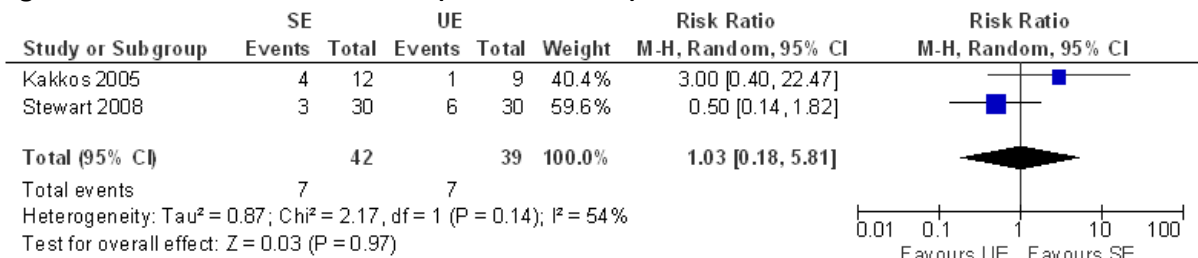 SE UE Risk Ratio Risk Ratio
Study or Subgroup Events Total Events Total Weight M-H, Random, 95% CI M-H, Random, 95% CI
Kakkos 2005 4 12 1 9 40.4% 3.00 [0.40, 22.47]
Stewart 2008 3 30 6 30 59.6% 0.50 [0.14, 1.82]
Total (95% CI) 42 39 100.0% 1.03 [0.18, 5.81]
Total events 7 7
Heterogeneity: Tau² = 0.87; Chi² = 2.17, df = 1 (P = 0.14); I² = 54%
Test for overall effect: Z = 0.03 (P = 0.97)
0.01 0.1 1 10 100
Favours UE Favours SE